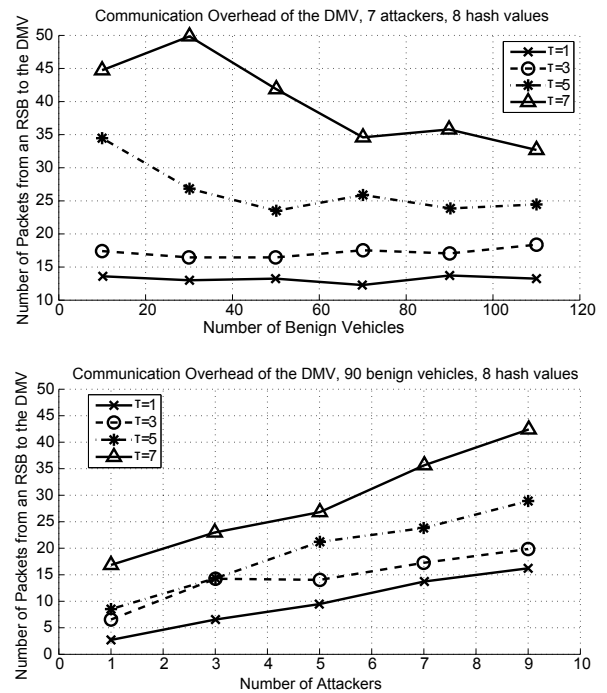 Communication Overhead of the DMV, 7 attackers, 8 hash values
Number of Packets from an RSB to the DMV
50
45
40
35
30
25
20
15
10
0 20 40 60 80 100 120
Number of Benign Vehicles
τ=1
τ=3
τ=5
τ=7
Communication Overhead of the DMV, 90 benign vehicles, 8 hash values
Number of Packets from an RSB to the DMV
50
45
40
35
30
25
20
15
10
5
0
0 1 2 3 4 5 6 7 8 9 10
Number of Attackers
τ=1
τ=3
τ=5
τ=7